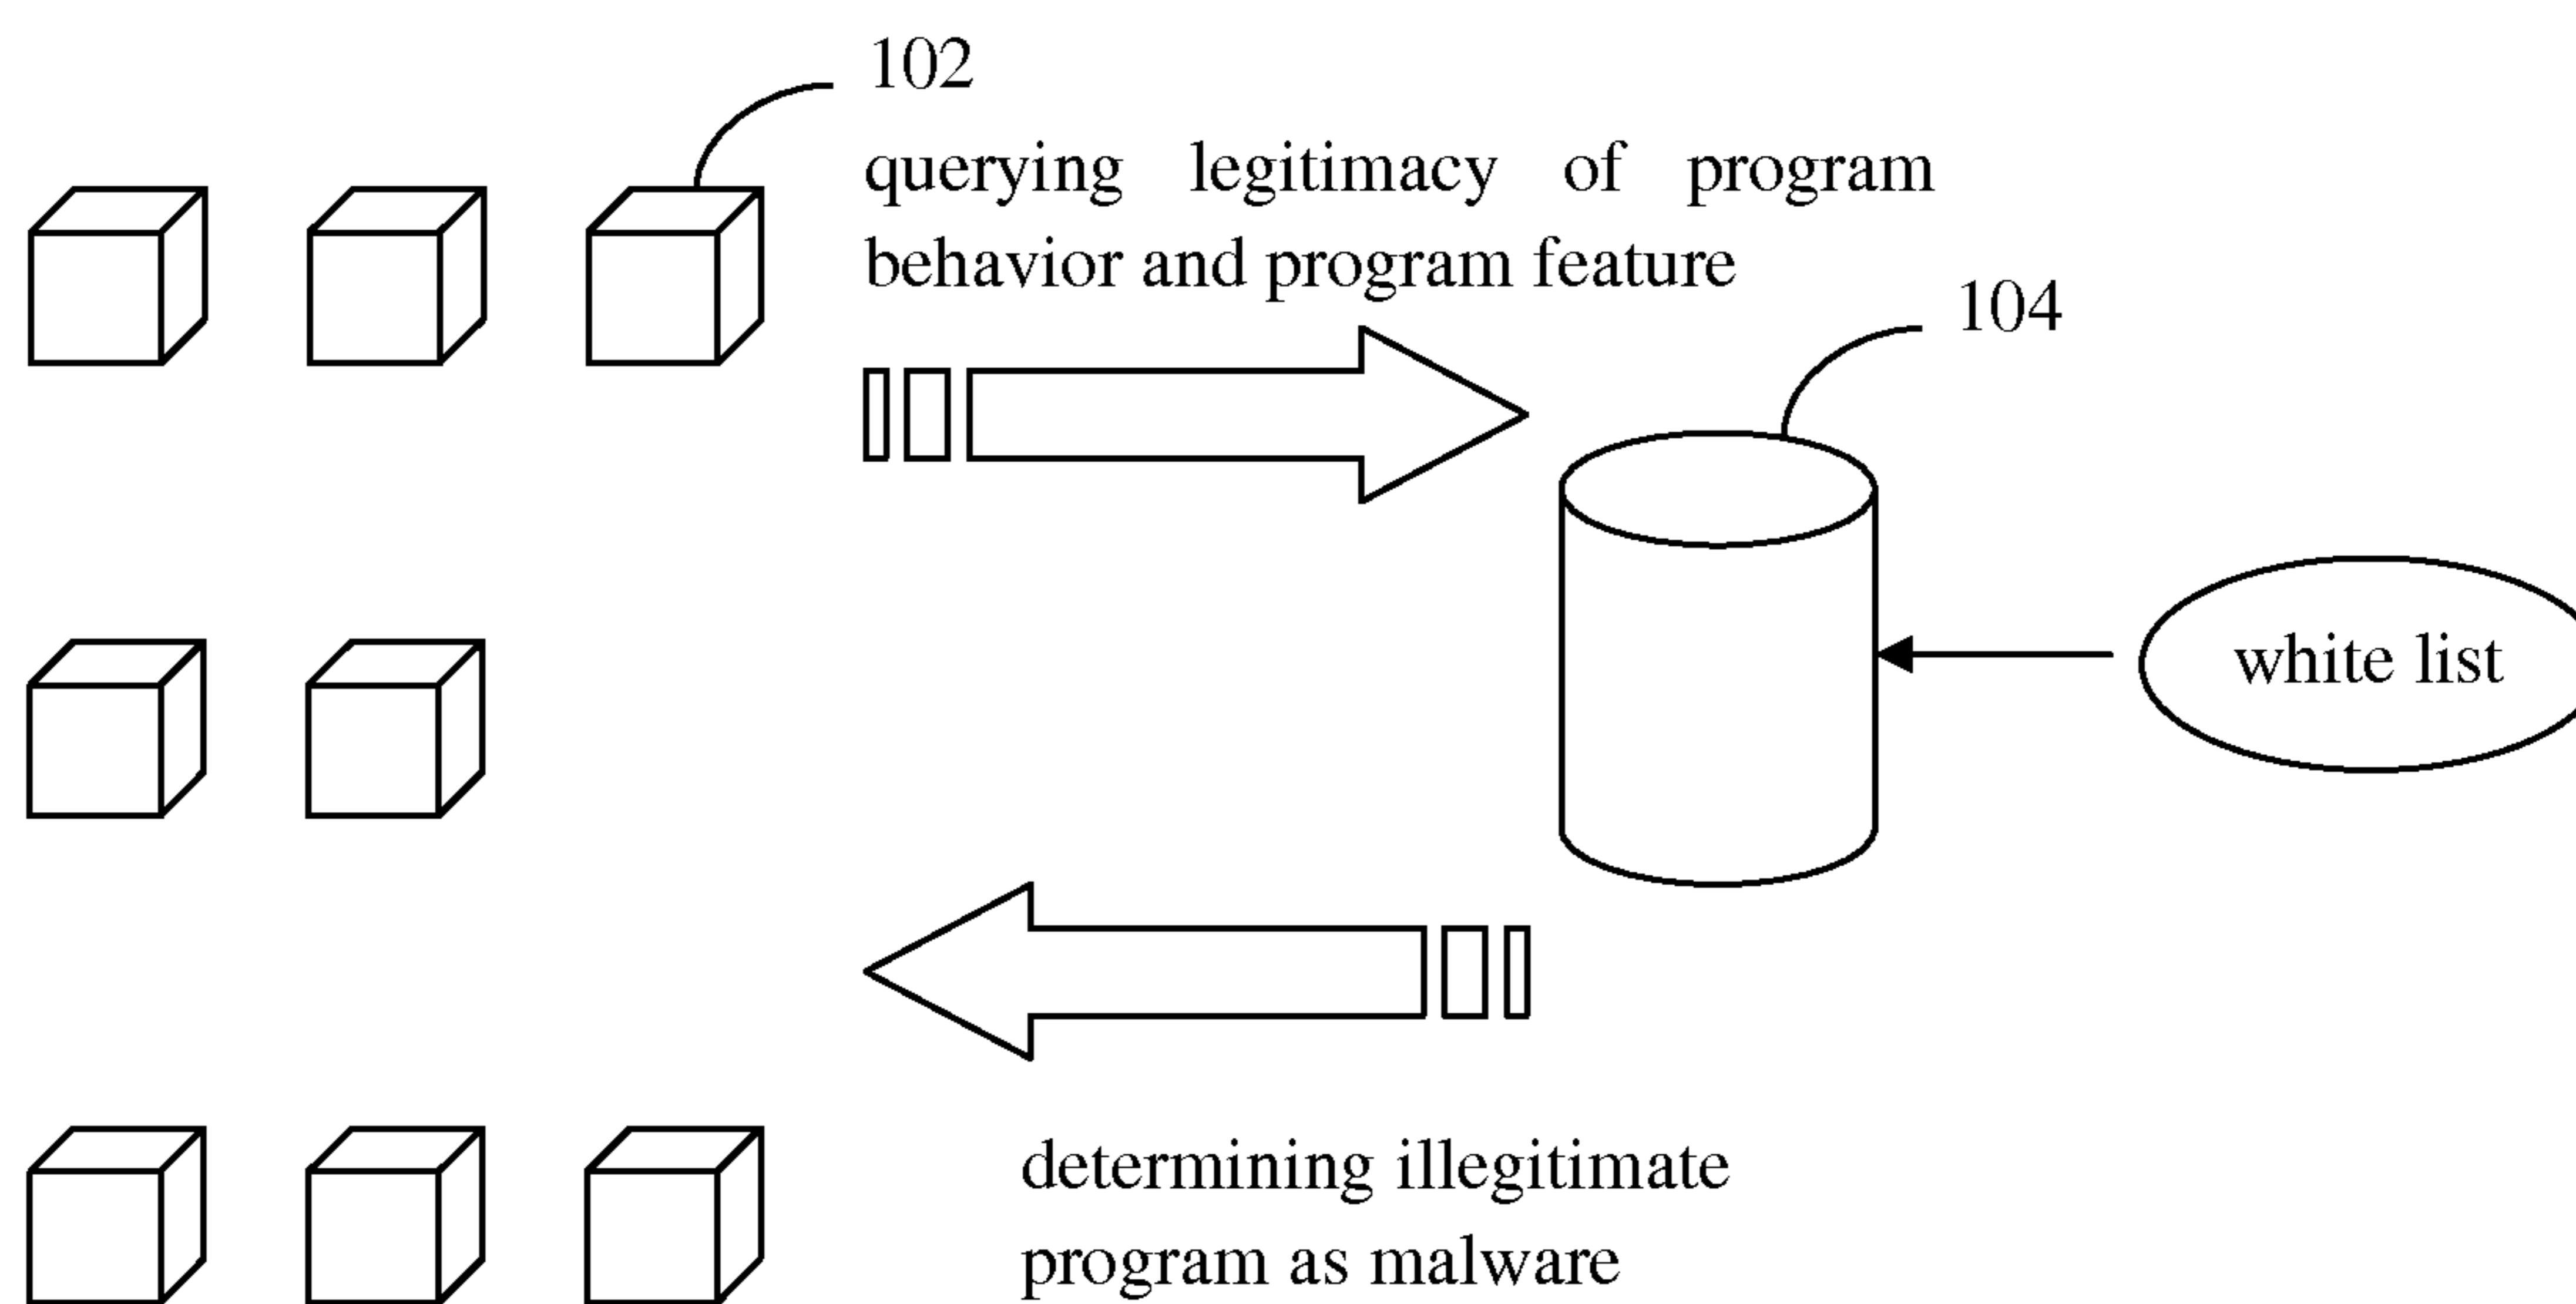 102
querying legitimacy of program
behavior and program feature
104
white list
determining illegitimate
program as malware